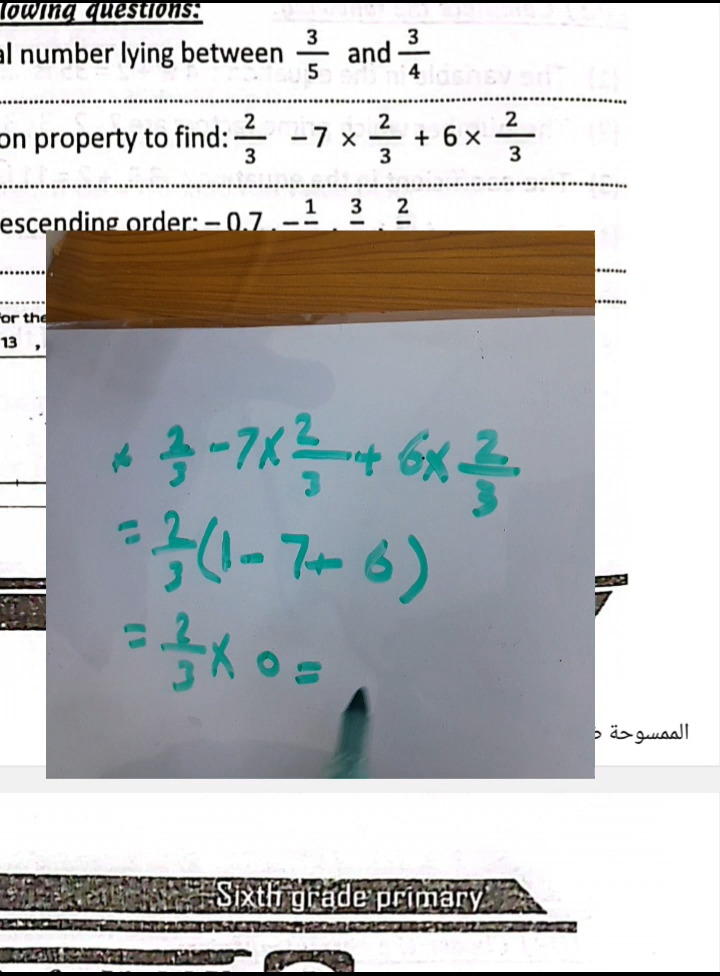 lowing questions:
al number lying between 3/5 and 3/4
on property to find: 2/3 − 7 × 2/3 + 6 × 2/3
escending order: − 0.7 , − 1 , 3 , 2
or the
13 ,
× 2/3 - 7 × 2/3 + 6 × 2/3
= 2/3 (1 - 7 + 6)
= 2/3 × 0 =
الممسوحة
Sixth grade primary